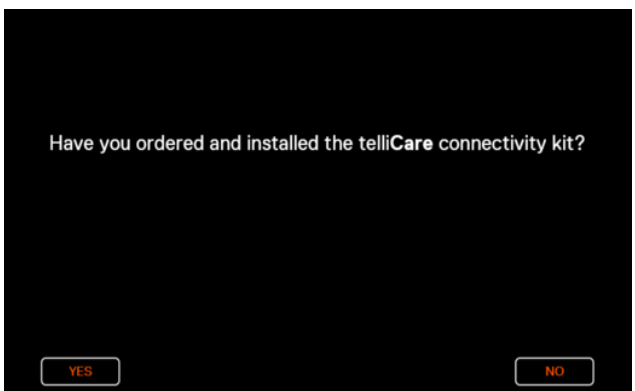 Have you ordered and installed the telliCare connectivity kit?
YES
NO